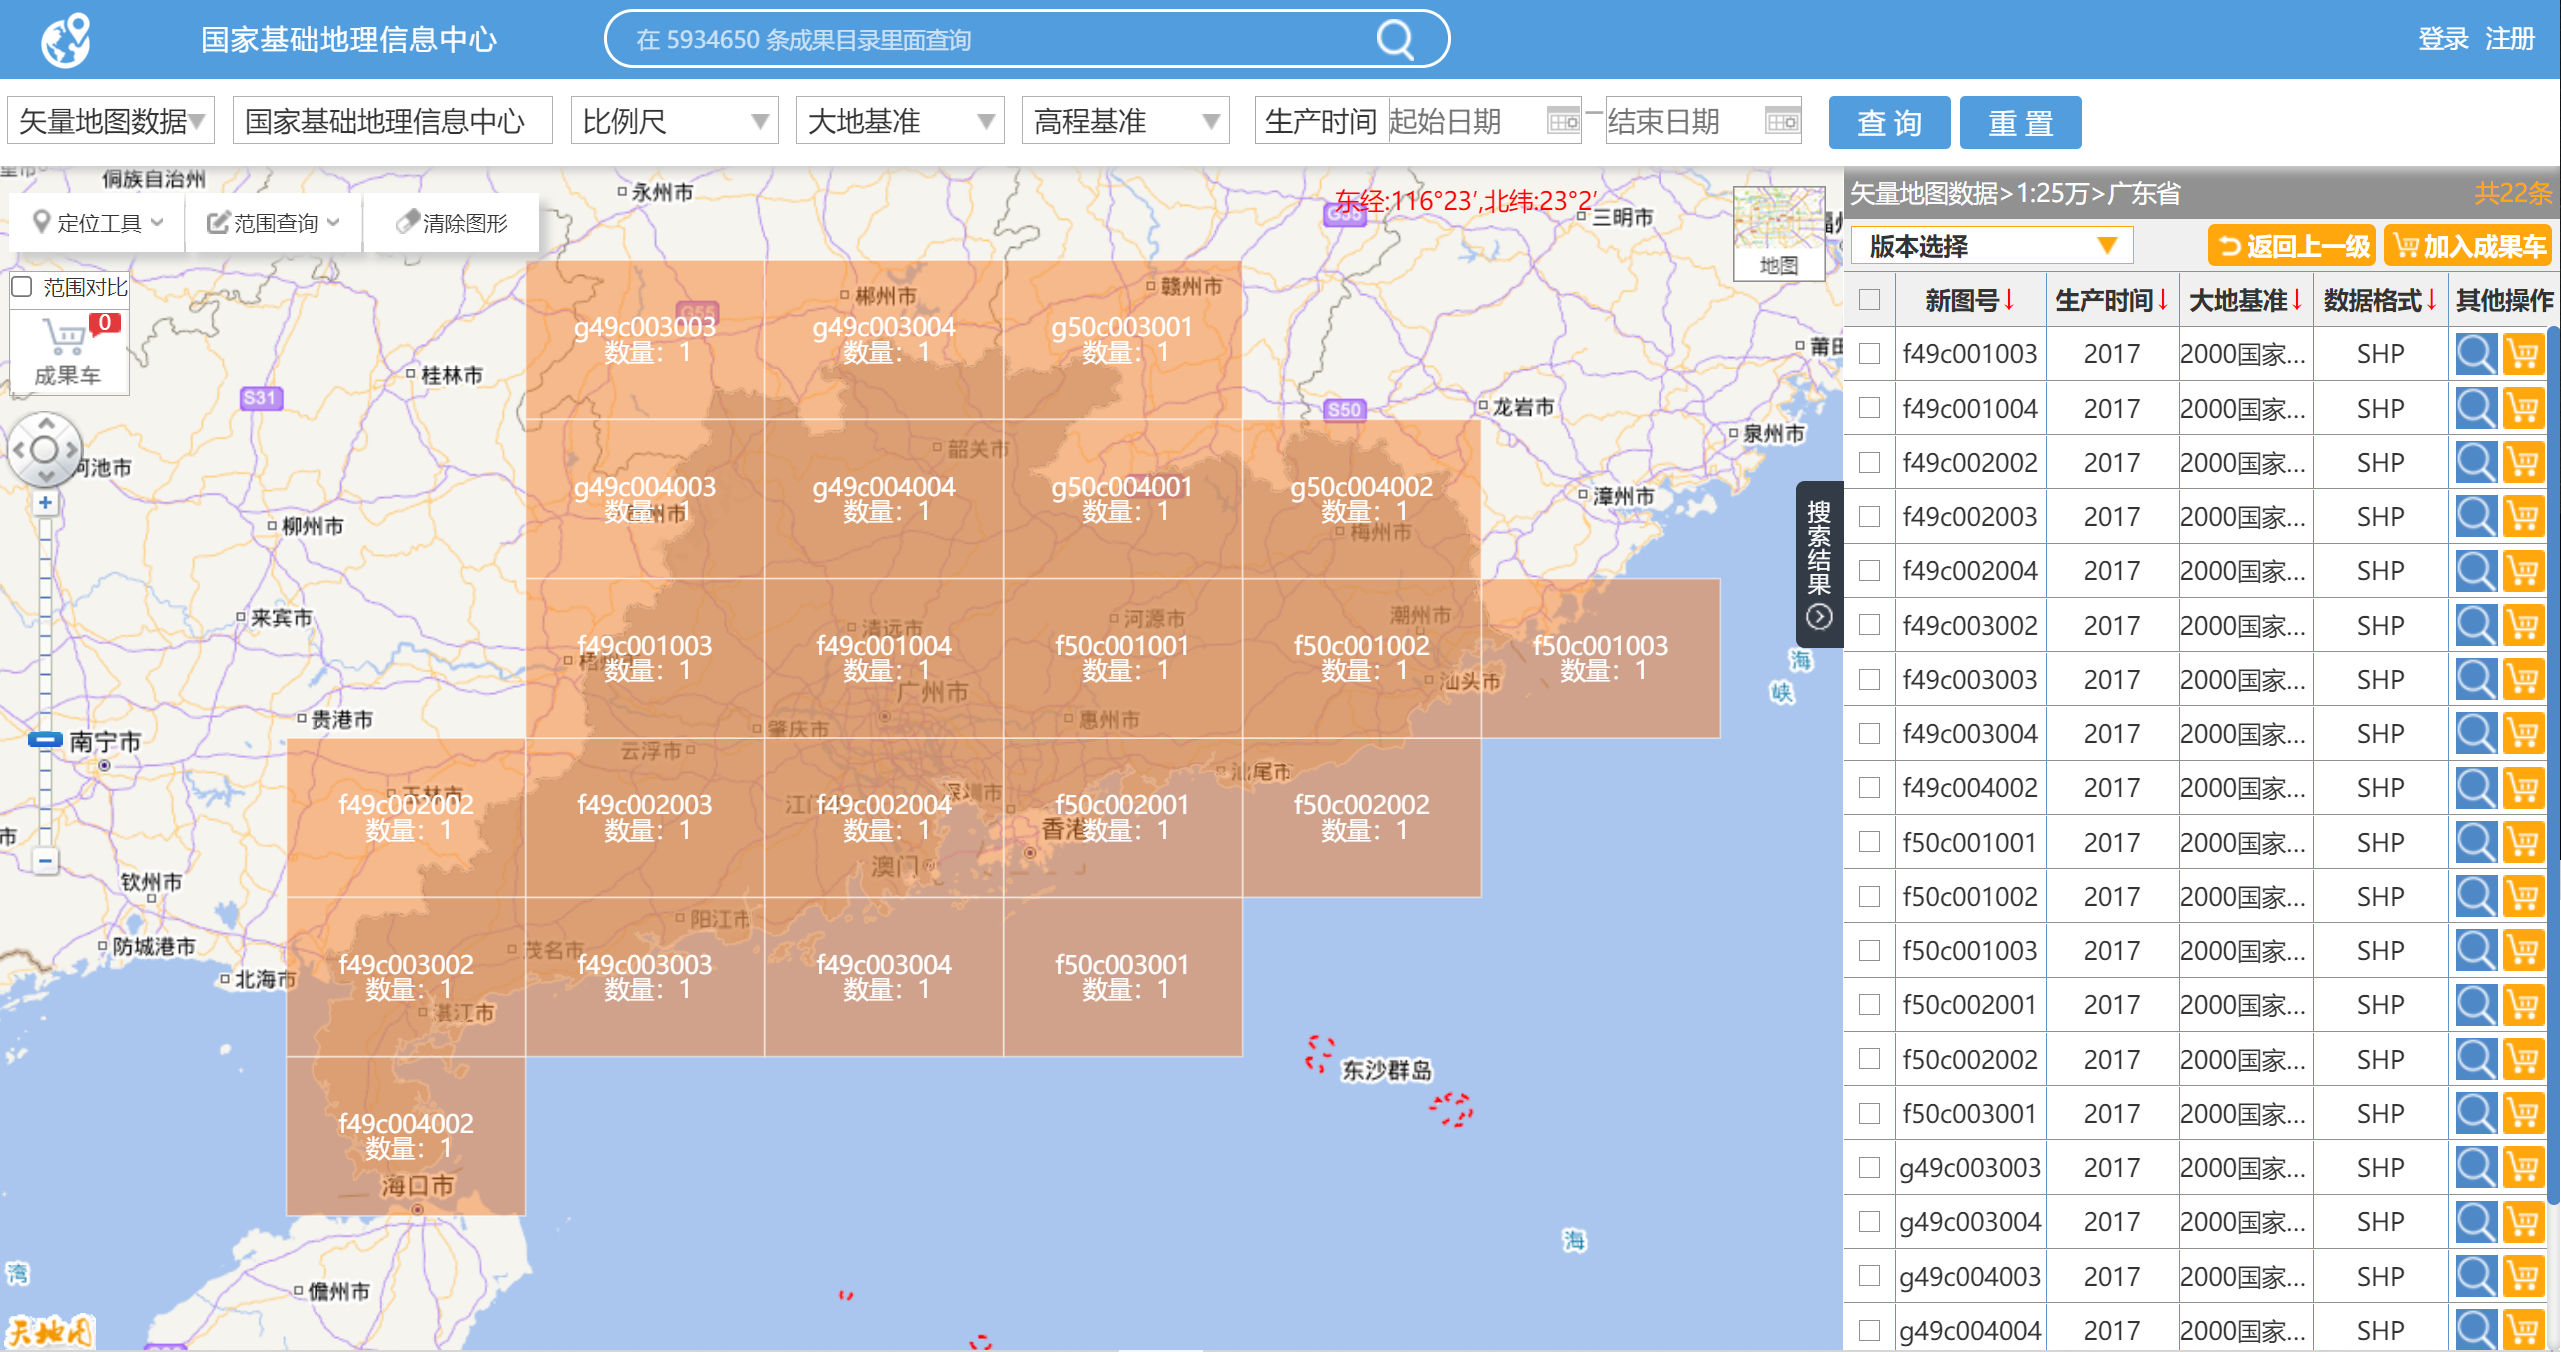 国家基础地理信息中心
在 5934650 条成果目录里面查询
登录 注册
矢量地图数据
国家基础地理信息中心
比例尺
大地基准
高程基准
生产时间
起始日期
结束日期
查 询
重 置
侗族自治州
定位工具
范围查询
清除图形
范围对比
0
成果车
东经:116°23′,北纬:23°2′
地图
搜索结果
永州市
三明市
郴州市
赣州市
桂林市
S31
S50
G55
G35
龙岩市
泉州市
韶关市
漳州市
河池市
柳州市
梅州市
来宾市
清远市
河源市
潮州市
广州市
汕头市
贵港市
肇庆市
惠州市
南宁市
云浮市
汕尾市
深圳市
香港
澳门
钦州市
阳江市
防城港市
茂名市
北海市
湛江市
东沙群岛
海口市
儋州市
海
峡
海
湾
天地图
g49c003003
数量：1
g49c003004
数量：1
g50c003001
数量：1
g49c004003
数量：1
g49c004004
数量：1
g50c004001
数量：1
g50c004002
数量：1
f49c001003
数量：1
f49c001004
数量：1
f50c001001
数量：1
f50c001002
数量：1
f50c001003
数量：1
f49c002002
数量：1
f49c002003
数量：1
f49c002004
数量：1
f50c002001
数量：1
f50c002002
数量：1
f49c003002
数量：1
f49c003003
数量：1
f49c003004
数量：1
f50c003001
数量：1
f49c004002
数量：1
矢量地图数据>1:25万>广东省 共22条
版本选择 返回上一级 加入成果车
新图号↓ 生产时间↓ 大地基准↓ 数据格式↓ 其他操作
f49c001003 2017 2000国家... SHP
f49c001004 2017 2000国家... SHP
f49c002002 2017 2000国家... SHP
f49c002003 2017 2000国家... SHP
f49c002004 2017 2000国家... SHP
f49c003002 2017 2000国家... SHP
f49c003003 2017 2000国家... SHP
f49c003004 2017 2000国家... SHP
f49c004002 2017 2000国家... SHP
f50c001001 2017 2000国家... SHP
f50c001002 2017 2000国家... SHP
f50c001003 2017 2000国家... SHP
f50c002001 2017 2000国家... SHP
f50c002002 2017 2000国家... SHP
f50c003001 2017 2000国家... SHP
g49c003003 2017 2000国家... SHP
g49c003004 2017 2000国家... SHP
g49c004003 2017 2000国家... SHP
g49c004004 2017 2000国家... SHP